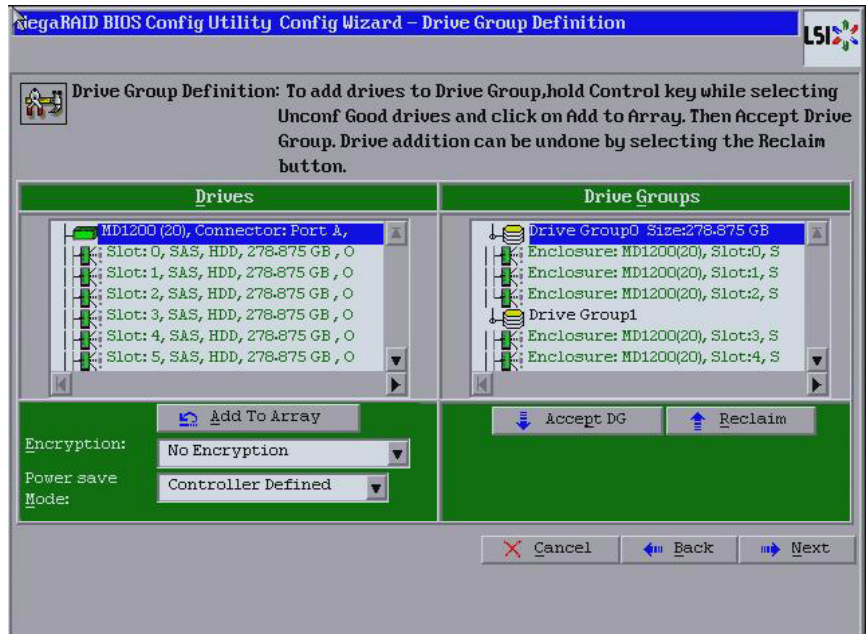 egaRAID BIOS Config Utility Config Wizard – Drive Group Definition
LSI
Drive Group Definition: To add drives to Drive Group,hold Control key while selecting
Unconf Good drives and click on Add to Array. Then Accept Drive
Group. Drive addition can be undone by selecting the Reclaim
button.
Drives
MD1200 (20), Connector: Port A,
Slot: 0, SAS, HDD, 278.875 GB , O
Slot: 1, SAS, HDD, 278.875 GB , O
Slot: 2, SAS, HDD, 278.875 GB , O
Slot: 3, SAS, HDD, 278.875 GB , O
Slot: 4, SAS, HDD, 278.875 GB , O
Slot: 5, SAS, HDD, 278.875 GB , O
Add To Array
Encryption:
No Encryption
Power save
Mode:
Controller Defined
Drive Groups
Drive Group0 Size:278.875 GB
Enclosure: MD1200(20), Slot:0, S
Enclosure: MD1200(20), Slot:1, S
Enclosure: MD1200(20), Slot:2, S
Drive Group1
Enclosure: MD1200(20), Slot:3, S
Enclosure: MD1200(20), Slot:4, S
Accept DG
Reclaim
Cancel
Back
Next